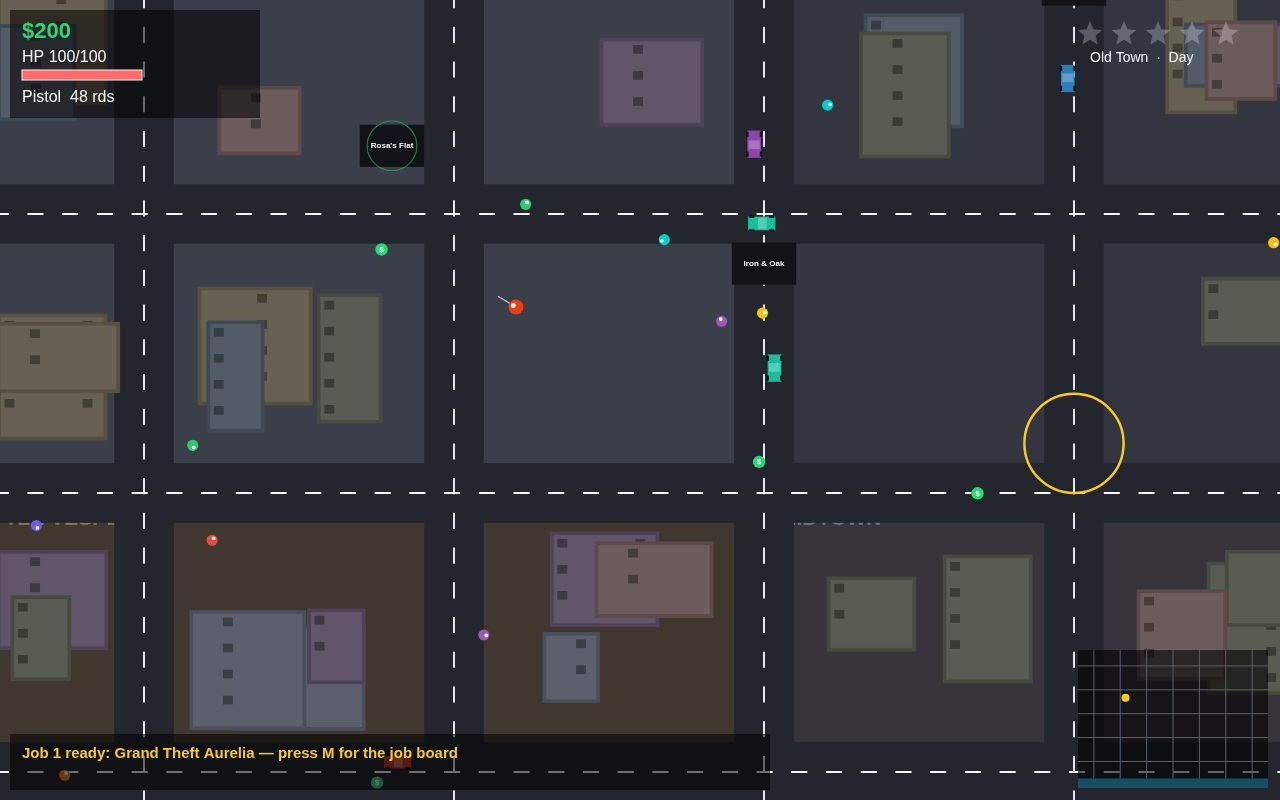 $200
HP 100/100
Pistol 48 rds
Old Town · Day
Rosa's Flat
Iron & Oak
$
$
$
Job 1 ready: Grand Theft Aurelia — press M for the job board
$